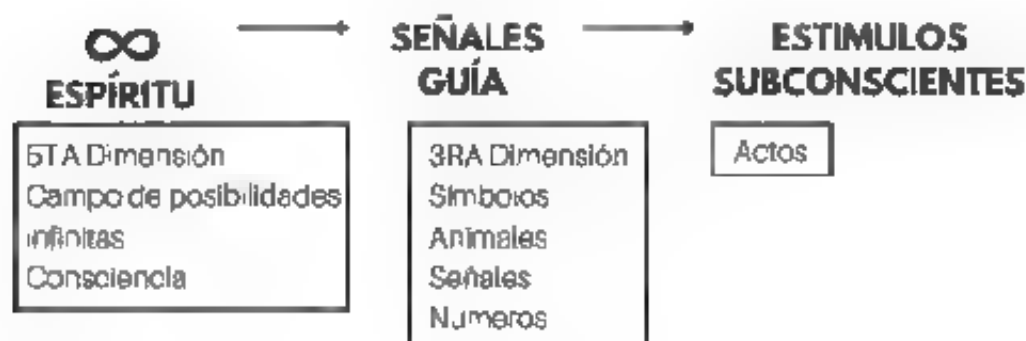 ∞
ESPÍRITU
5TA Dimensión
Campo de posibilidades
infinitas
Consciencia
SEÑALES
GUÍA
3RA Dimensión
Simbolos
Animales
Señales
Numeros
ESTIMULOS
SUBCONSCIENTES
Actos